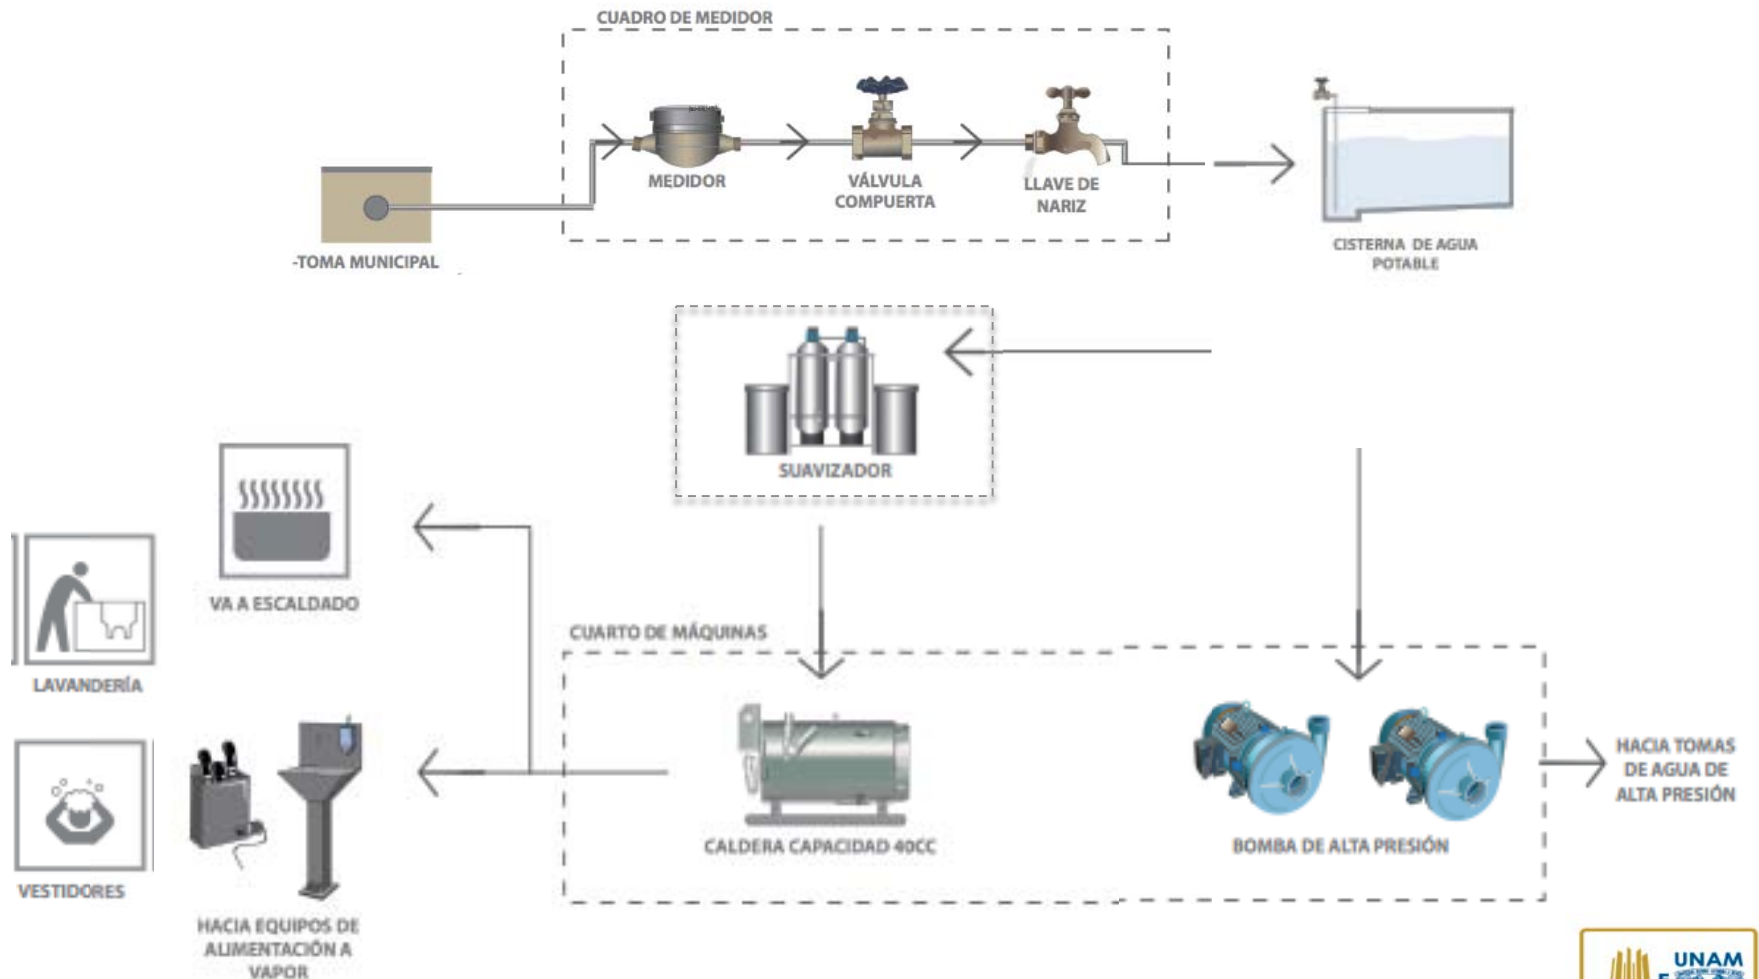 CUADRO DE MEDIDOR
MEDIDOR
VÁLVULA
COMPUERTA
LLAVE DE
NARIZ
-TOMA MUNICIPAL
CISTERNA DE AGUA
POTABLE
SUAVIZADOR
VA A ESCALDADO
LAVANDERÍA
CUARTO DE MÁQUINAS
CALDERA CAPACIDAD 40CC
BOMBA DE ALTA PRESIÓN
HACIA TOMAS
DE AGUA DE
ALTA PRESIÓN
VESTIDORES
HACIA EQUIPOS DE
ALIMENTACIÓN A
VAPOR
UNAM